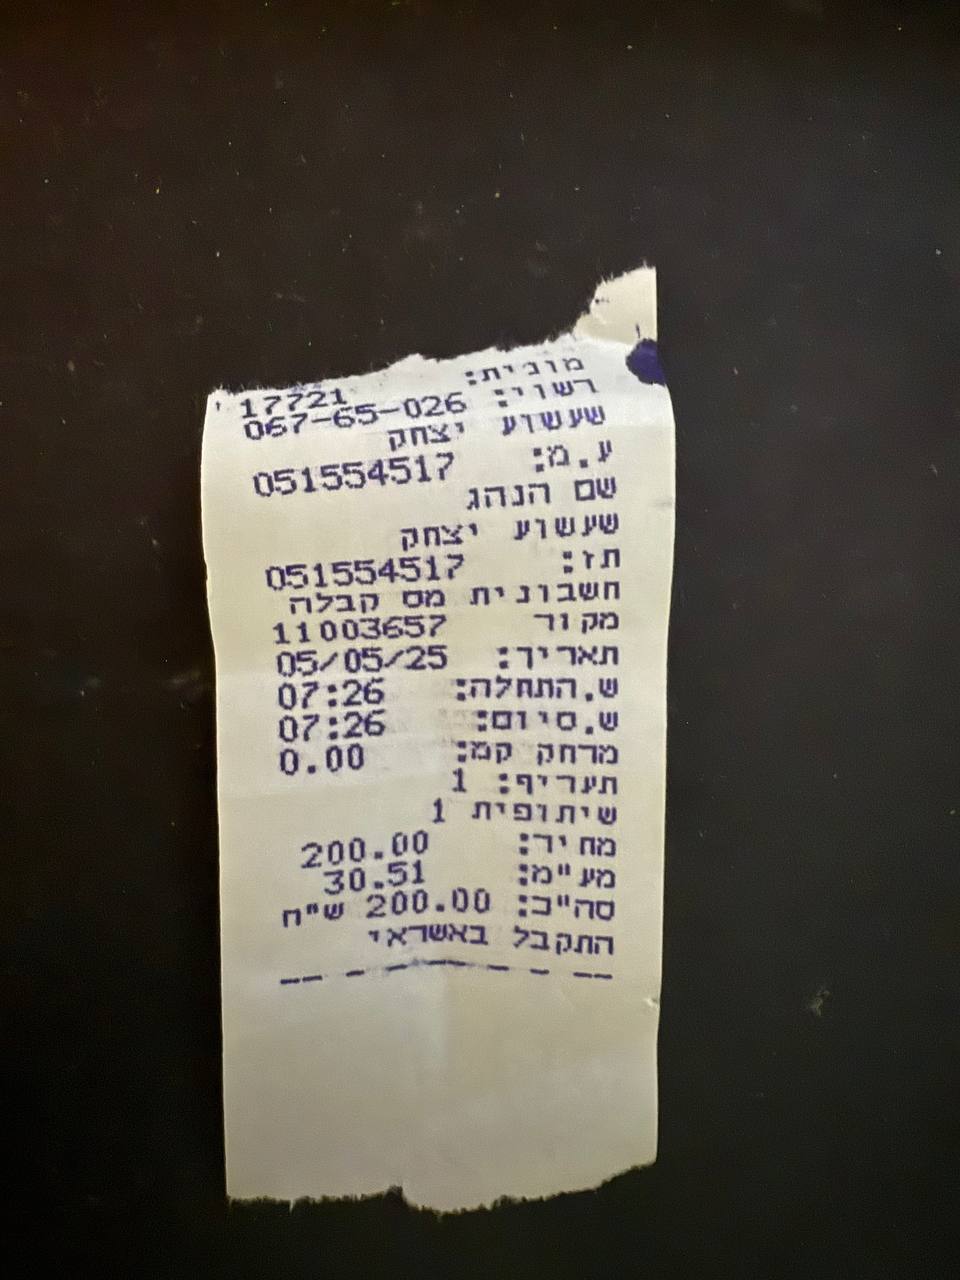 מונית: 17721
רשוי: 067-65-026
שעשוע יצחק
ע.מ: 051554517
שם הנהג
שעשוע יצחק
תז: 051554517
חשבונית מס קבלה
מקור 11003657
תאריך: 05/05/25
ש.התחלה: 07:26
ש.סיום: 07:26
מרחק קמ: 0.00
תעריף: 1
שיתופית 1
מחיר: 200.00
מע"מ: 30.51
סה"כ: 200.00 ש"ח
התקבל באשראי